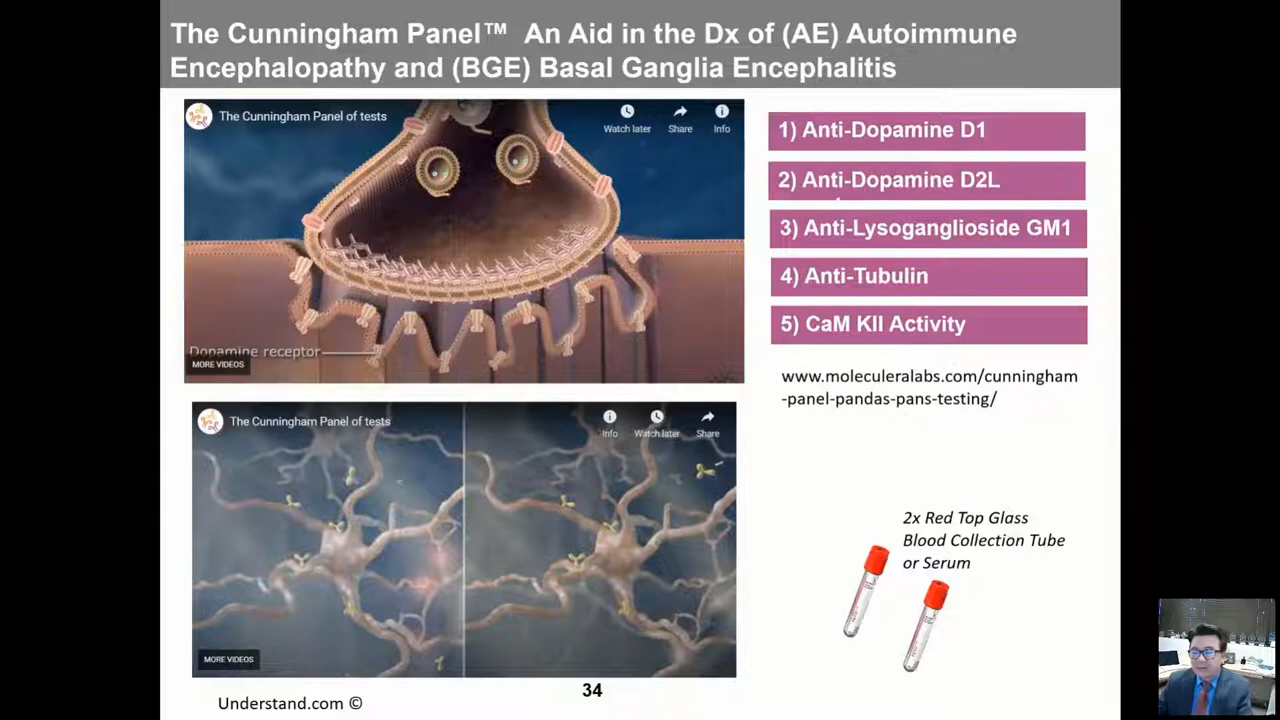 The Cunningham Panel™ An Aid in the Dx of (AE) Autoimmune
Encephalopathy and (BGE) Basal Ganglia Encephalitis
The Cunningham Panel of tests
Watch later
Share
Info
Dopamine receptor
MORE VIDEOS
1) Anti-Dopamine D1
2) Anti-Dopamine D2L
3) Anti-Lysoganglioside GM1
4) Anti-Tubulin
5) CaM KII Activity
www.moleculeralabs.com/cunningham
-panel-pandas-pans-testing/
The Cunningham Panel of tests
Info
Watch later
Share
MORE VIDEOS
2x Red Top Glass
Blood Collection Tube
or Serum
34
Understand.com ©